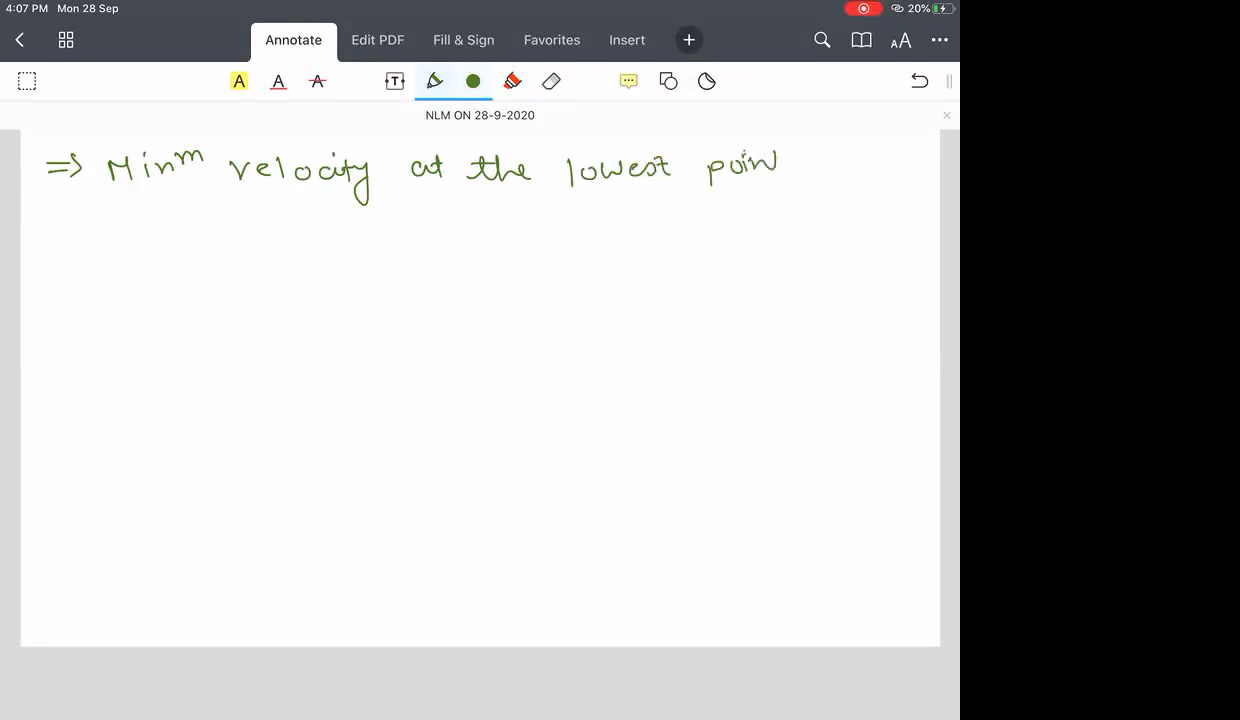 4:07 PM Mon 28 Sep 20%
Annotate Edit PDF Fill & Sign Favorites Insert
NLM ON 28-9-2020
⇒ Minᵐ velocity at the lowest poin